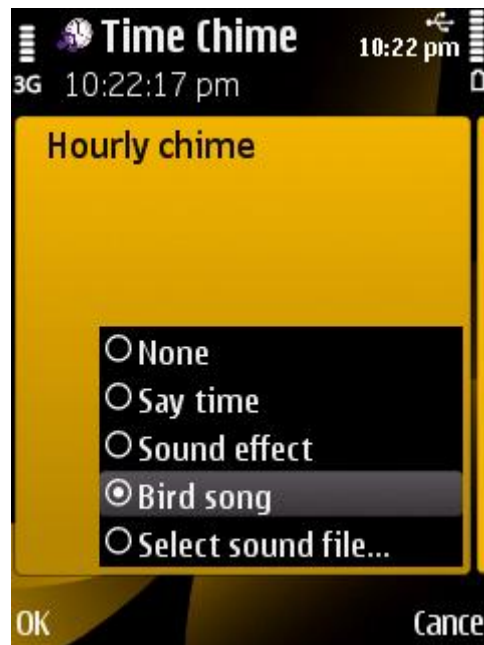 Time Chime
10:22 pm
3G 10:22:17 pm
Hourly chime
None
Say time
Sound effect
Bird song
Select sound file...
OK Cance